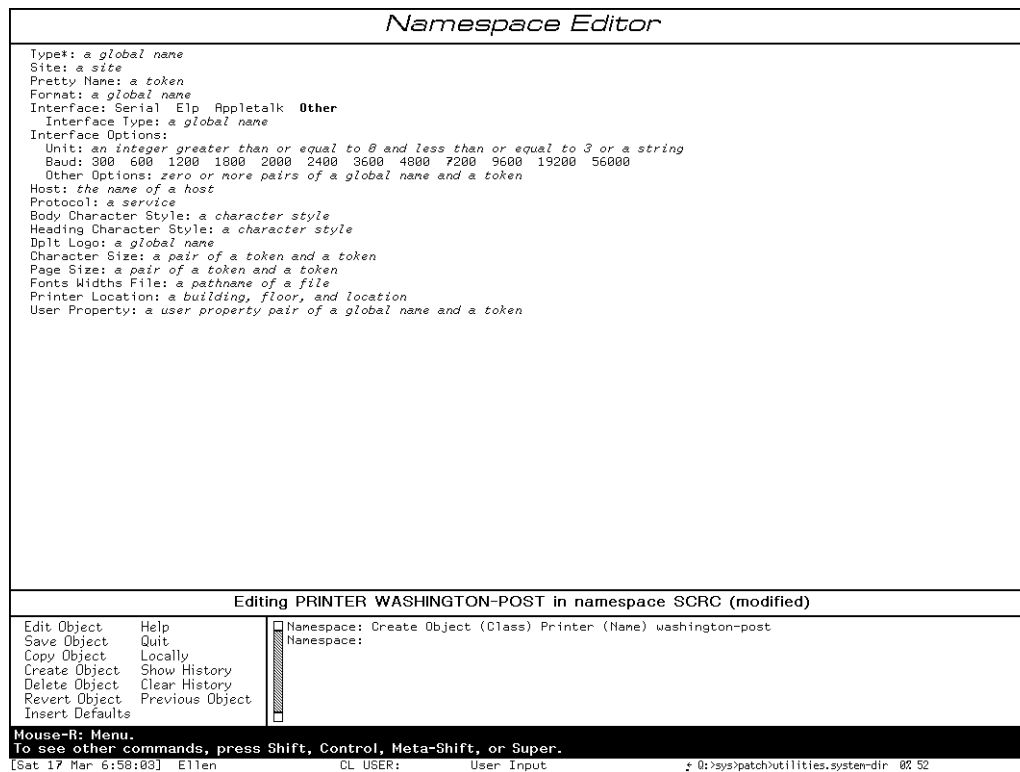 Namespace Editor
Type*: a global name
Site: a site
Pretty Name: a token
Format: a global name
Interface: Serial Elp Appletalk Other
Interface Type: a global name
Interface Options:
Unit: an integer greater than or equal to 0 and less than or equal to 3 or a string
Baud: 300 600 1200 1800 2000 2400 3600 4800 7200 9600 19200 56000
Other Options: zero or more pairs of a global name and a token
Host: the name of a host
Protocol: a service
Body Character Style: a character style
Heading Character Style: a character style
Dplt Logo: a global name
Character Size: a pair of a token and a token
Page Size: a pair of a token and a token
Fonts Widths File: a pathname of a file
Printer Location: a building, floor, and location
User Property: a user property pair of a global name and a token
Editing PRINTER WASHINGTON-POST in namespace SCRC (modified)
Edit Object Help
Save Object Quit
Copy Object Locally
Create Object Show History
Delete Object Clear History
Revert Object Previous Object
Insert Defaults
Namespace: Create Object (Class) Printer (Name) washington-post
Namespace:
Mouse-R: Menu.
To see other commands, press Shift, Control, Meta-Shift, or Super.
[Sat 17 Mar 6:58:03] Ellen CL USER: User Input Q:>sys>patch>utilities.system-dir 0% 52